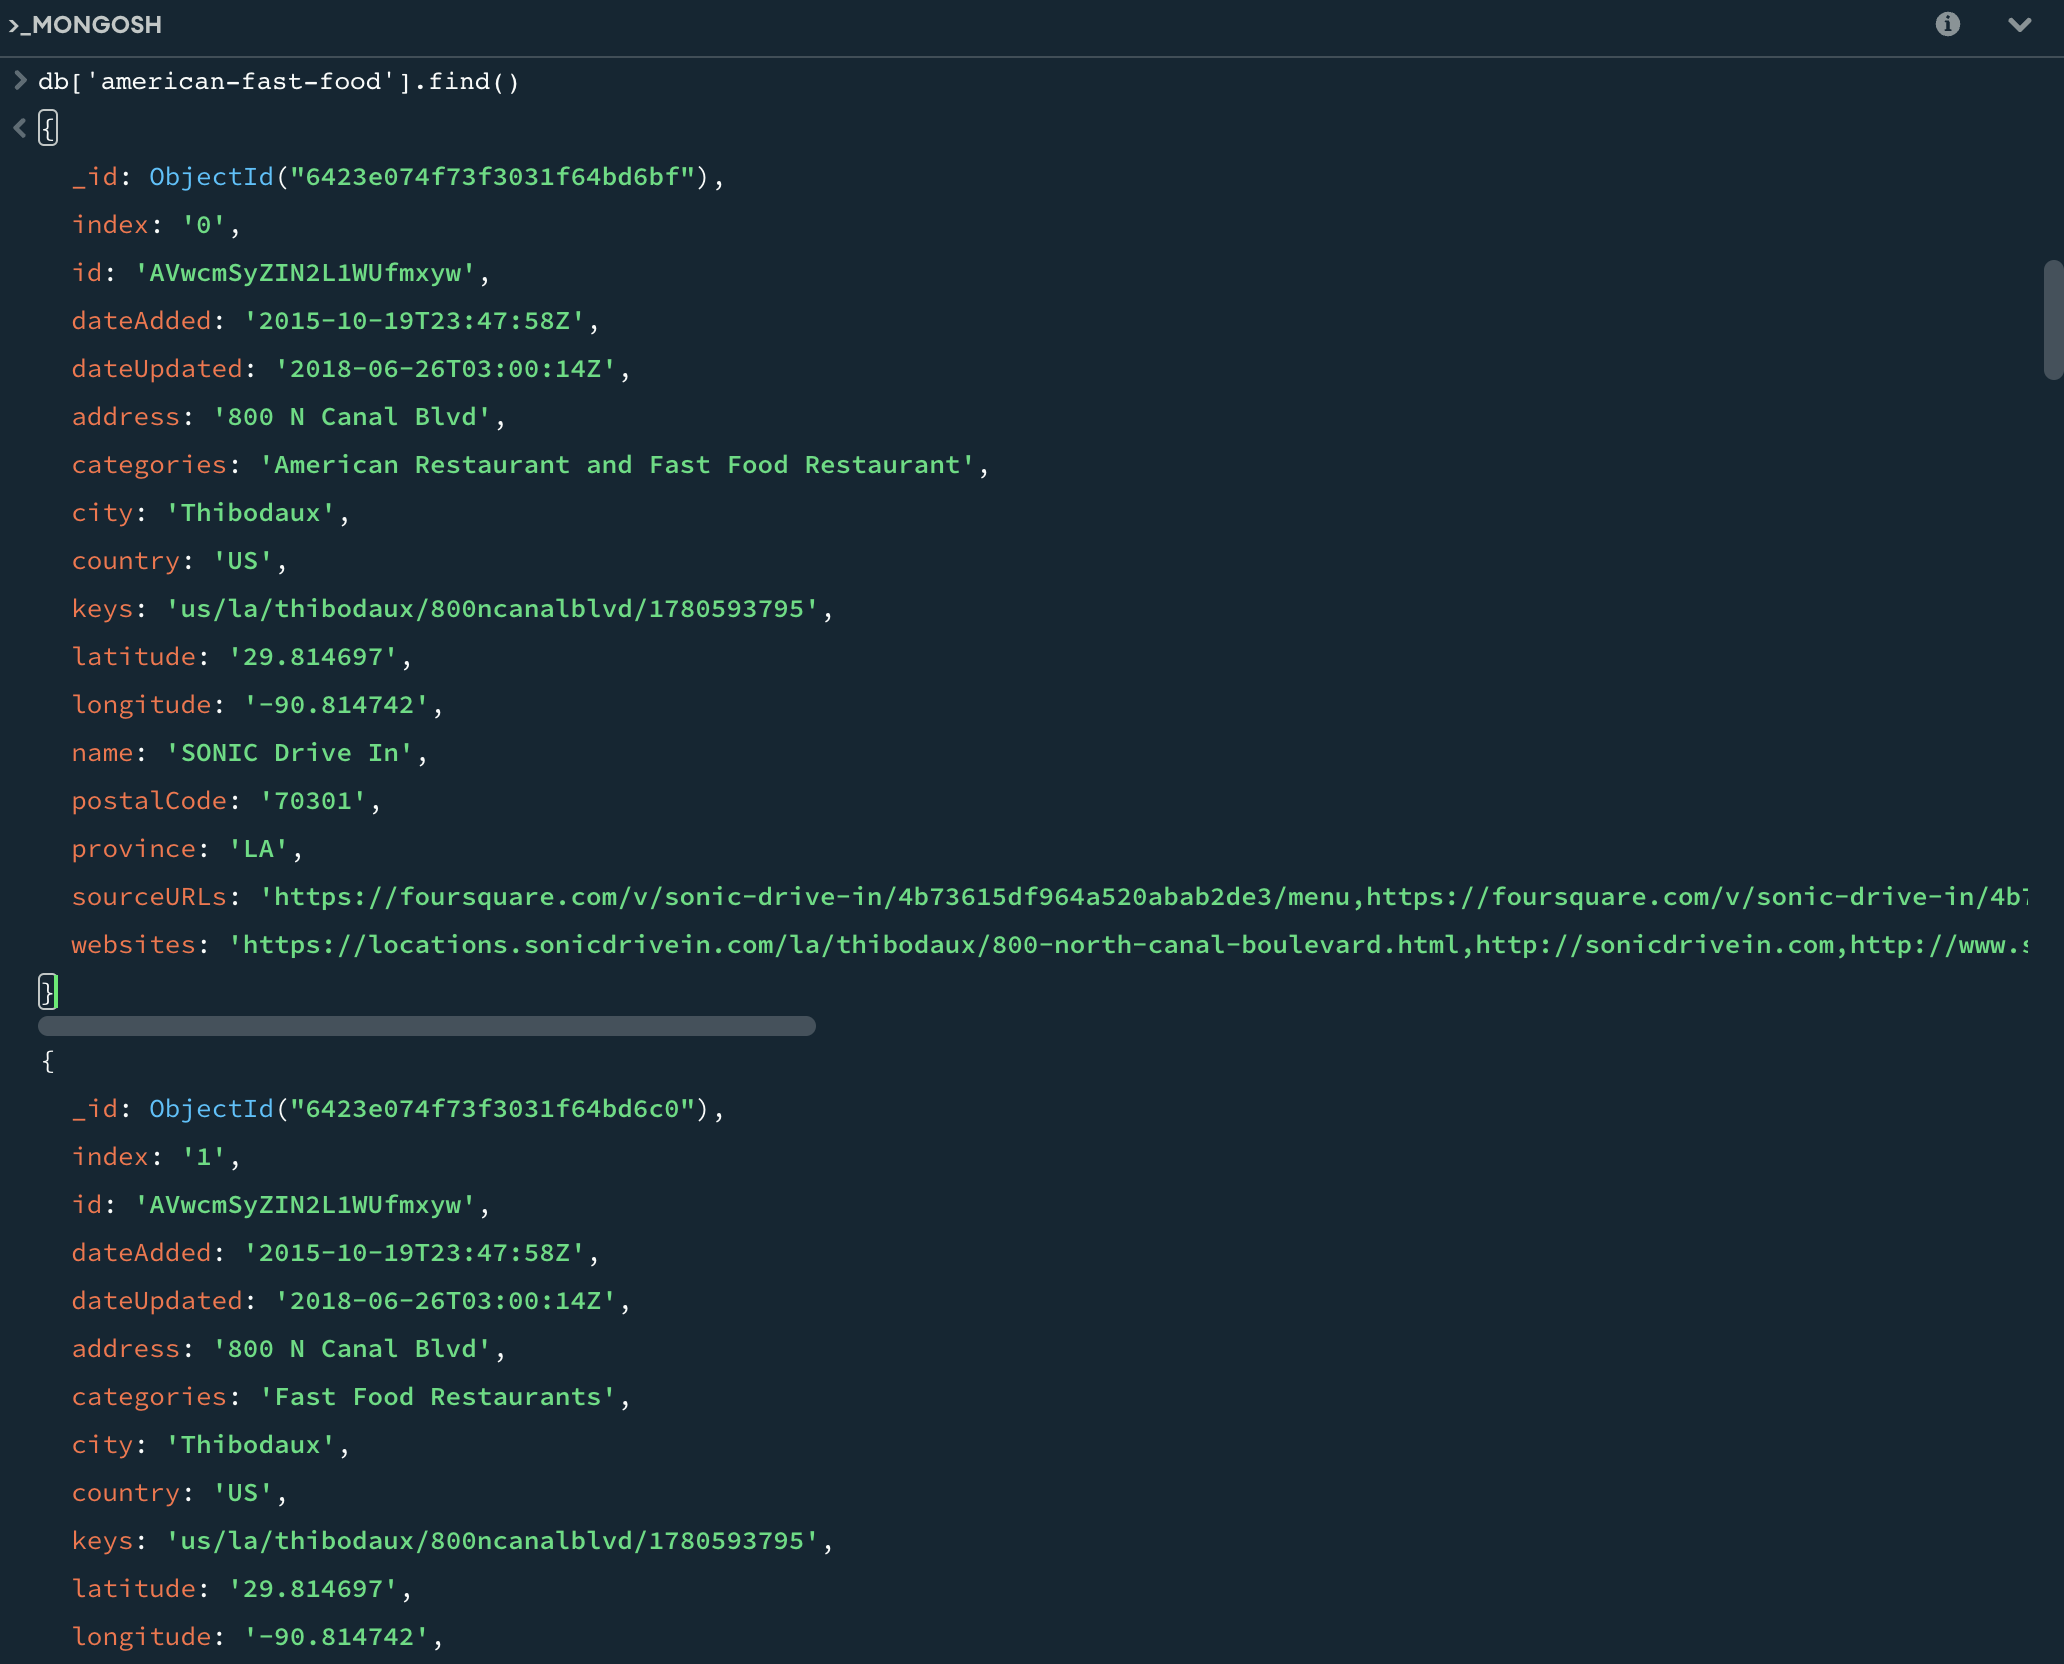 >_MONGOSH
> db['american-fast-food'].find()
< {
_id: ObjectId("6423e074f73f3031f64bd6bf"),
index: '0',
id: 'AVwcmSyZIN2L1WUfmxyw',
dateAdded: '2015-10-19T23:47:58Z',
dateUpdated: '2018-06-26T03:00:14Z',
address: '800 N Canal Blvd',
categories: 'American Restaurant and Fast Food Restaurant',
city: 'Thibodaux',
country: 'US',
keys: 'us/la/thibodaux/800ncanalblvd/1780593795',
latitude: '29.814697',
longitude: '-90.814742',
name: 'SONIC Drive In',
postalCode: '70301',
province: 'LA',
sourceURLs: 'https://foursquare.com/v/sonic-drive-in/4b73615df964a520abab2de3/menu,https://foursquare.com/v/sonic-drive-in/4b7
websites: 'https://locations.sonicdrivein.com/la/thibodaux/800-north-canal-boulevard.html,http://sonicdrivein.com,http://www.s
}
{
_id: ObjectId("6423e074f73f3031f64bd6c0"),
index: '1',
id: 'AVwcmSyZIN2L1WUfmxyw',
dateAdded: '2015-10-19T23:47:58Z',
dateUpdated: '2018-06-26T03:00:14Z',
address: '800 N Canal Blvd',
categories: 'Fast Food Restaurants',
city: 'Thibodaux',
country: 'US',
keys: 'us/la/thibodaux/800ncanalblvd/1780593795',
latitude: '29.814697',
longitude: '-90.814742',